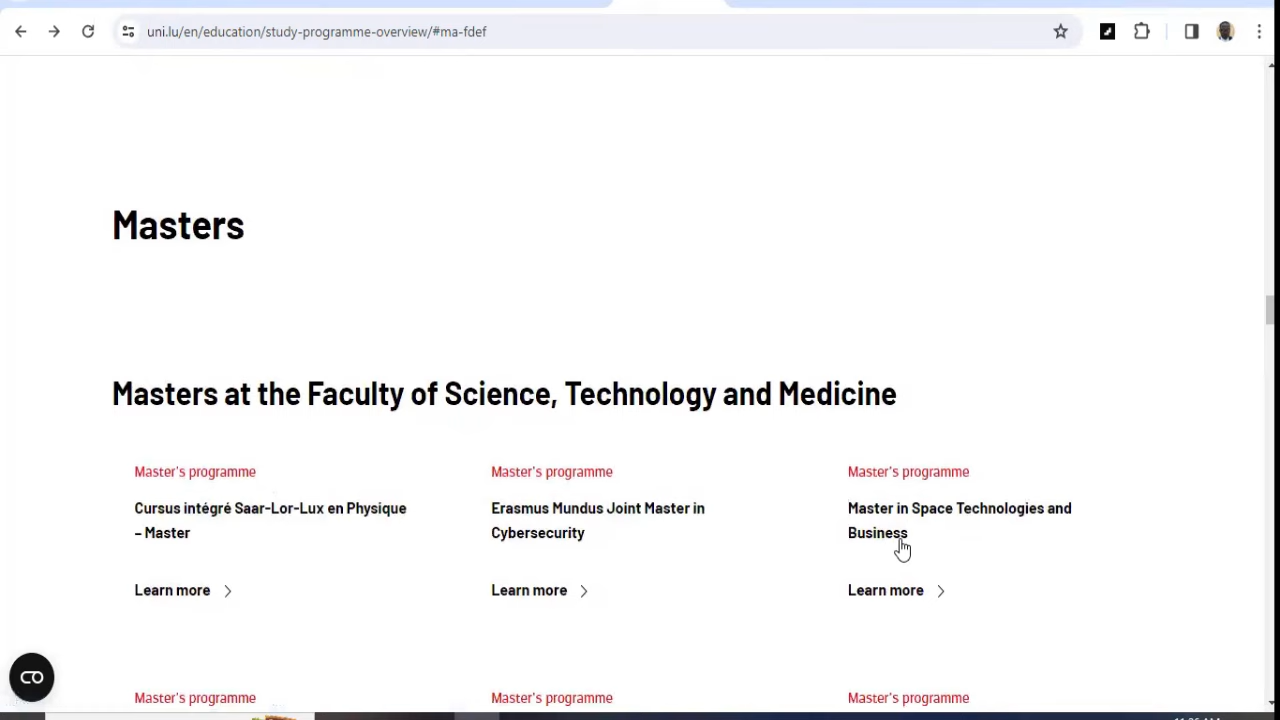 uni.lu/en/education/study-programme-overview/#ma-fdef
Masters
Masters at the Faculty of Science, Technology and Medicine
Master's programme
Cursus intégré Saar-Lor-Lux en Physique
– Master
Learn more
Master's programme
Erasmus Mundus Joint Master in
Cybersecurity
Learn more
Master's programme
Master in Space Technologies and
Business
Learn more
Master's programme
Master's programme
Master's programme